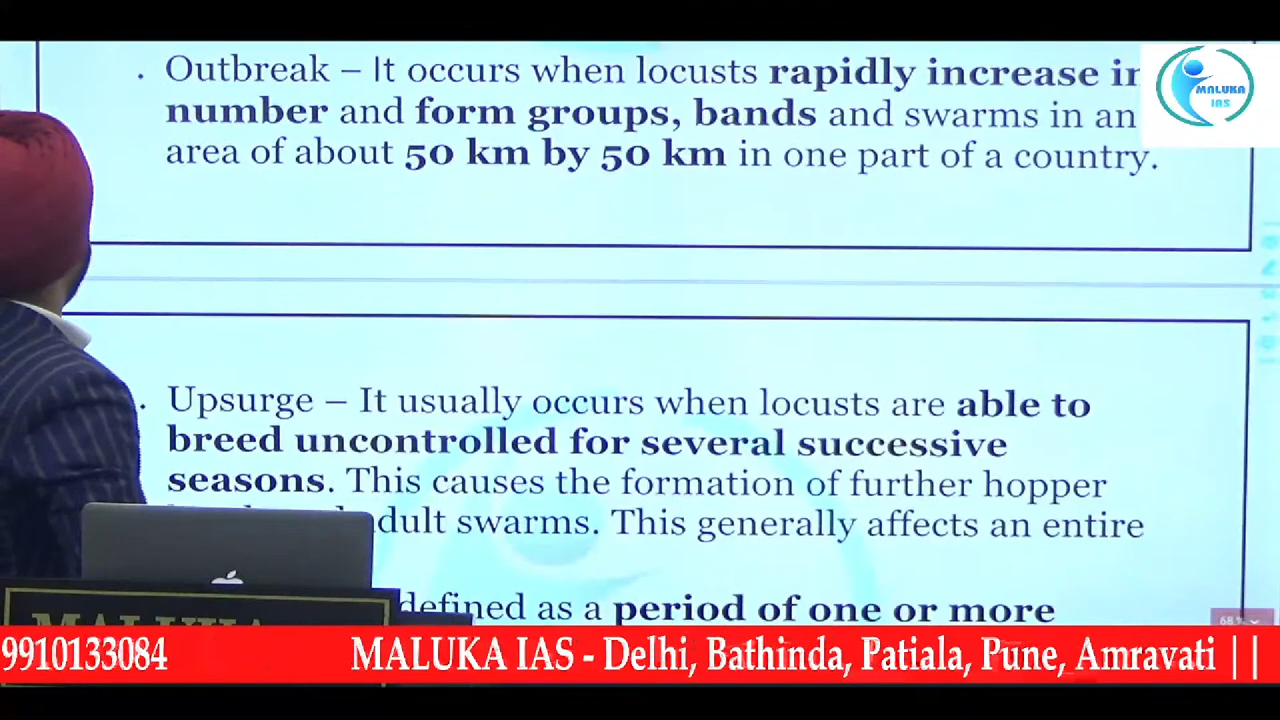 Outbreak – It occurs when locusts rapidly increase in
MALUKA
IAS
number and form groups, bands and swarms in an
area of about 50 km by 50 km in one part of a country.
Upsurge – It usually occurs when locusts are able to
breed uncontrolled for several successive
seasons. This causes the formation of further hopper
adult swarms. This generally affects an entire
defined as a period of one or more
68 %
9910133084 MALUKA IAS - Delhi, Bathinda, Patiala, Pune, Amravati ||